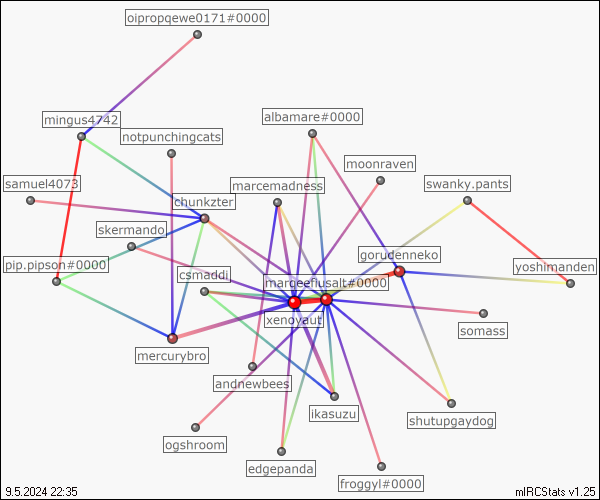 oipropqewe0171#0000
mingus4742
albamare#0000
notpunchingcats
moonraven
samuel4073
marcemadness
swanky.pants
chunkzter
skermando
gorudenneko
pip.pipson#0000
csmaddi
marceefiusalt#0000
yoshimanden
xenoyaut
somass
mercurybro
andnewbees
ikasuzu
shutupgaydog
ogshroom
edgepanda
froggyl#0000
9.5.2024 22:35
mIRCStats v1.25